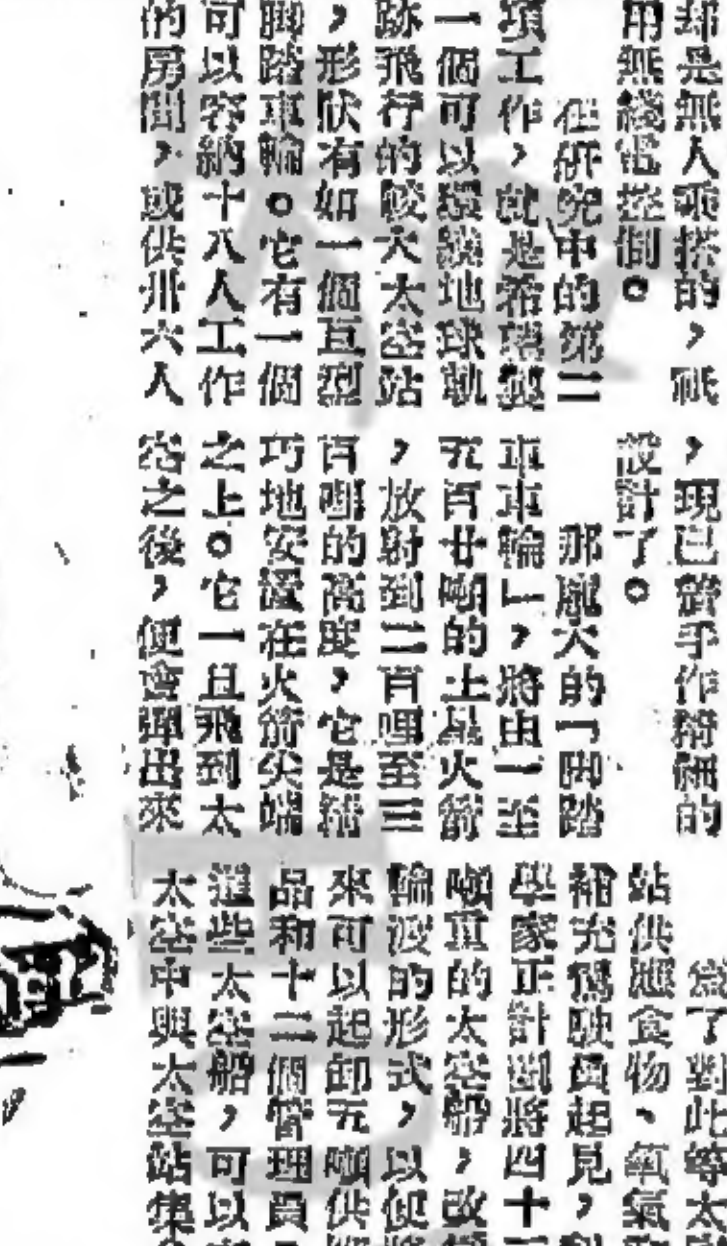 却是無人乘搭的，祇
用無綫電控制。
在研究中的第二
項工作，就是希望製
一個可以環繞地球軌
跡飛行的較大太空站
，形狀有如一個巨型
脚踏車輪。它有一個
可以容納十八人工作
的房間，或供卅六人
，現已着手作詳細的
設計了。
那龐大的「脚踏
車車輪」，將由一至
五百廿噸的土星火箭
，放射到二百哩至三
百哩的高度，它是精
巧地安置在火箭尖端
之上。它一旦飛到太
空之後，便會彈出來
為了對此等太
站供應食物、氧氣
補充駕駛員起見，
學家正計劃將四十
噸重的太空船，改
輪渡的形式，以便
來可以起卸五噸供
品和十二個管理員
這些太空船，可以
太空中與太空站集